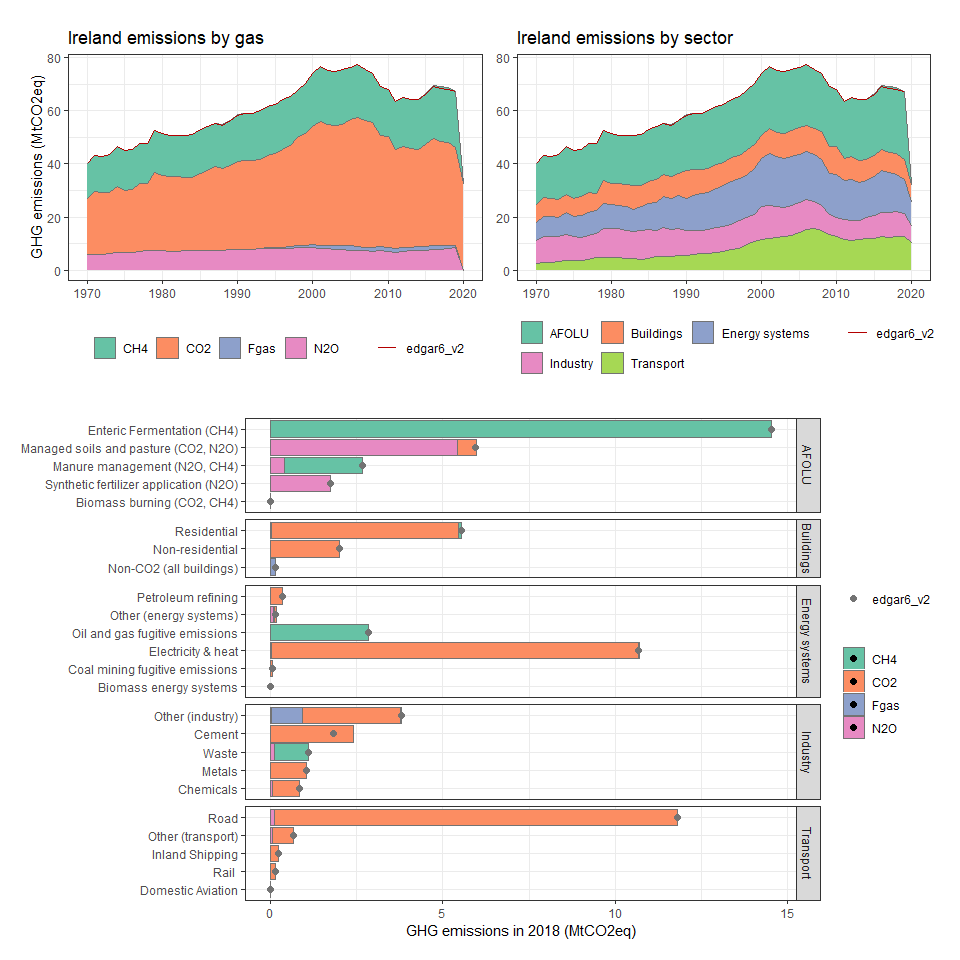 Ireland emissions by gas
Ireland emissions by sector
GHG emissions (MtCO2eq)
80
60
40
20
0
1970
1980
1990
2000
2010
2020
80
60
40
20
0
1970
1980
1990
2000
2010
2020
CH4
CO2
Fgas
N2O
edgar6_v2
AFOLU
Buildings
Energy systems
edgar6_v2
Industry
Transport
Enteric Fermentation (CH4)
Managed soils and pasture (CO2, N2O)
Manure management (N2O, CH4)
Synthetic fertilizer application (N2O)
Biomass burning (CO2, CH4)
AFOLU
Residential
Non-residential
Non-CO2 (all buildings)
Buildings
Petroleum refining
Other (energy systems)
Oil and gas fugitive emissions
Electricity & heat
Coal mining fugitive emissions
Biomass energy systems
Energy systems
Other (industry)
Cement
Waste
Metals
Chemicals
Industry
Road
Other (transport)
Inland Shipping
Rail
Domestic Aviation
Transport
0
5
10
15
GHG emissions in 2018 (MtCO2eq)
edgar6_v2
CH4
CO2
Fgas
N2O